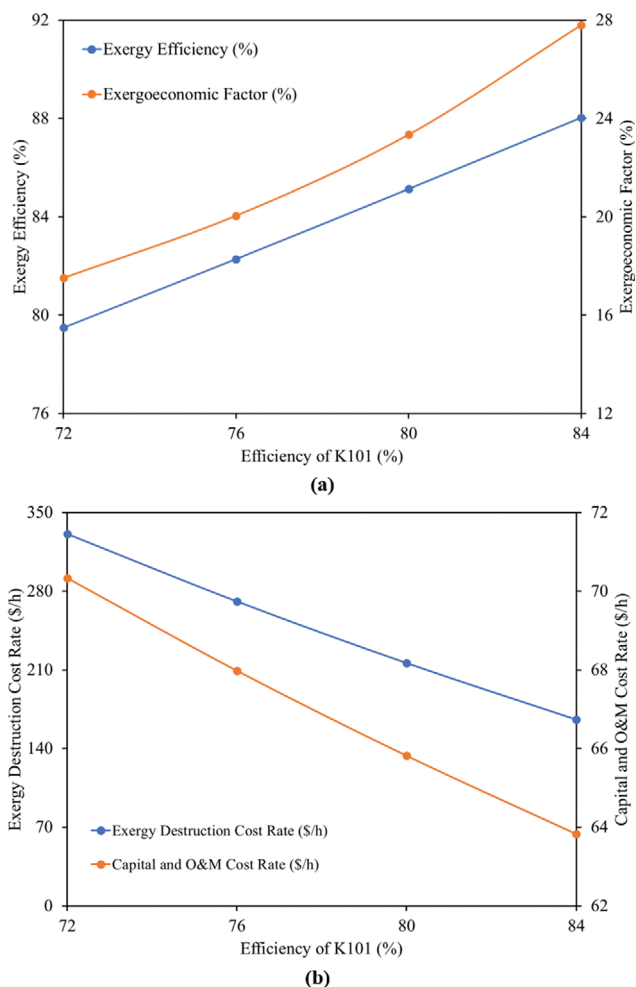 92
88
84
80
76
Exergy Efficiency (%)
Exergy Efficiency (%)
Exergoeconomic Factor (%)
28
24
20
16
12
Exergoeconomic Factor (%)
72 76 80 84
Efficiency of K101 (%)
(a)
350
280
210
140
70
0
Exergy Destruction Cost Rate ($/h)
Exergy Destruction Cost Rate ($/h)
Capital and O&M Cost Rate ($/h)
72
70
68
66
64
62
Capital and O&M Cost Rate ($/h)
72 76 80 84
Efficiency of K101 (%)
(b)